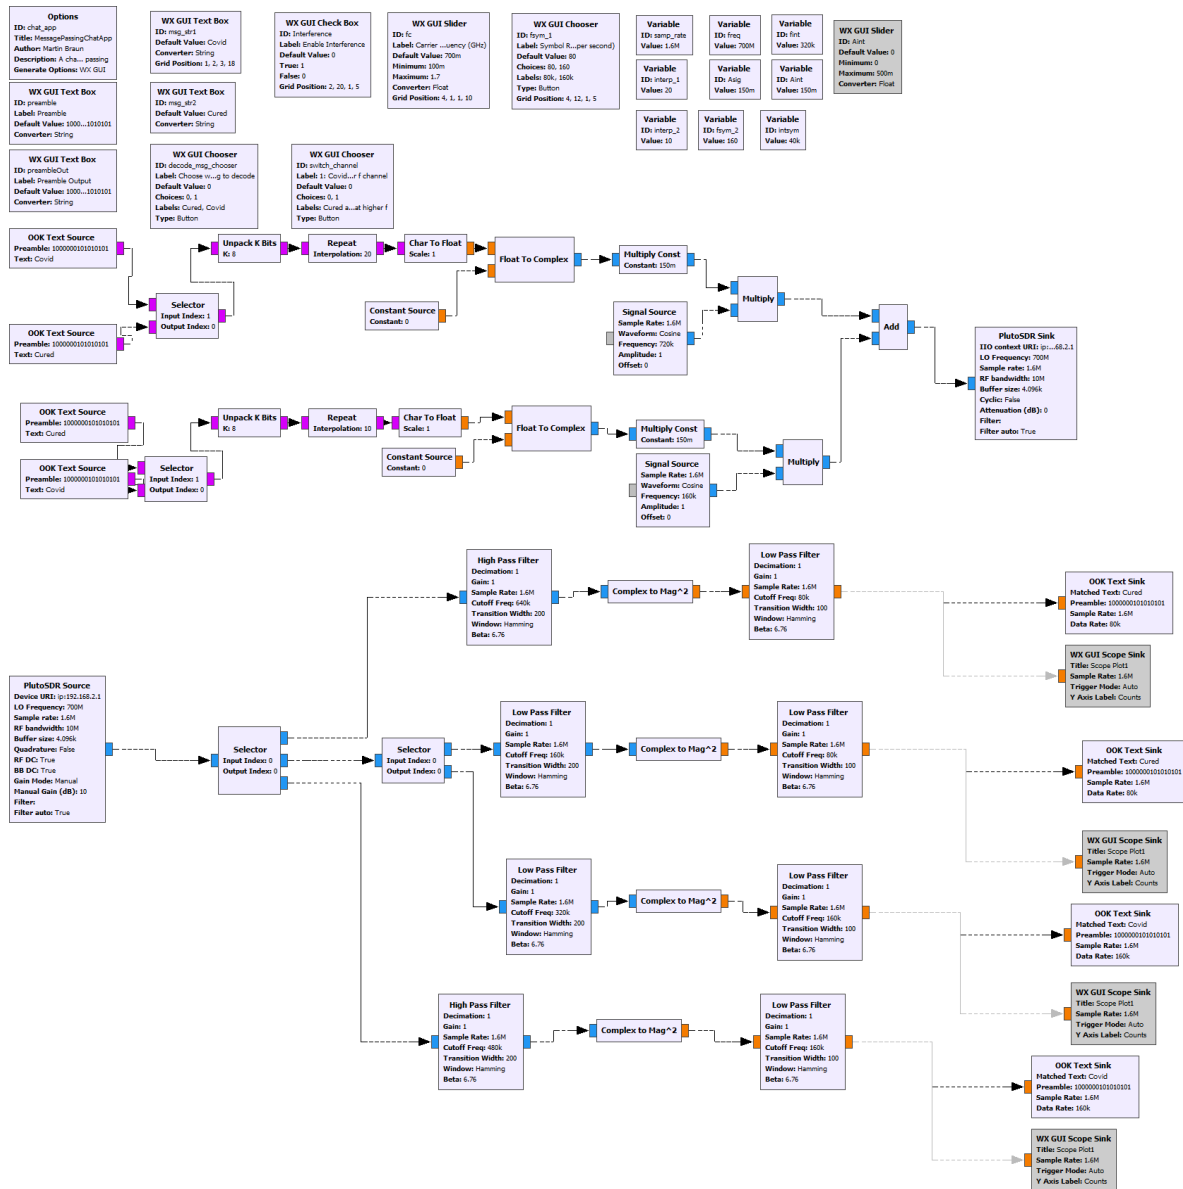 Options
ID: chat_app
Title: MessagePassingChatApp
Author: Martin Braun
Description: A cha... passing
Generate Options: WX GUI
WX GUI Text Box
ID: msg_str1
Default Value: Covid
Converter: String
Grid Position: 1, 2, 3, 18
WX GUI Check Box
ID: Interference
Label: Enable Interference
Default Value: 0
True: 1
False: 0
Grid Position: 2, 20, 1, 5
WX GUI Slider
ID: fc
Label: Carrier ...uency (GHz)
Default Value: 700m
Minimum: 100m
Maximum: 1.7
Converter: Float
Grid Position: 4, 1, 1, 10
WX GUI Chooser
ID: fsym_1
Label: Symbol R...per second)
Default Value: 80
Choices: 80, 160
Labels: 80k, 160k
Type: Button
Grid Position: 4, 12, 1, 5
Variable
ID: samp_rate
Value: 1.6M
Variable
ID: freq
Value: 700M
Variable
ID: fint
Value: 320k
WX GUI Slider
ID: Aint
Default Value: 0
Minimum: 0
Maximum: 500m
Converter: Float
Variable
ID: interp_1
Value: 20
Variable
ID: Asig
Value: 150m
Variable
ID: Aint
Value: 150m
WX GUI Text Box
ID: preamble
Label: Preamble
Default Value: 1000...1010101
Converter: String
WX GUI Text Box
ID: msg_str2
Default Value: Cured
Converter: String
Variable
ID: interp_2
Value: 10
Variable
ID: fsym_2
Value: 160
Variable
ID: intsym
Value: 40k
WX GUI Text Box
ID: preambleOut
Label: Preamble Output
Default Value: 1000...1010101
Converter: String
WX GUI Chooser
ID: decode_msg_chooser
Label: Choose w...g to decode
Default Value: 0
Choices: 0, 1
Labels: Cured, Covid
Type: Button
WX GUI Chooser
ID: switch_channel
Label: 1: Covid...r f channel
Default Value: 0
Choices: 0, 1
Labels: Cured a...at higher f
Type: Button
OOK Text Source
Preamble: 1000000101010101
Text: Covid
Unpack K Bits
K: 8
Repeat
Interpolation: 20
Char To Float
Scale: 1
Float To Complex
Multiply Const
Constant: 150m
Multiply
Selector
Input Index: 1
Output Index: 0
Constant Source
Constant: 0
Signal Source
Sample Rate: 1.6M
Waveform: Cosine
Frequency: 720k
Amplitude: 1
Offset: 0
Add
OOK Text Source
Preamble: 1000000101010101
Text: Cured
PlutoSDR Sink
IIO context URI: ip:...68.2.1
LO Frequency: 700M
Sample rate: 1.6M
RF bandwidth: 10M
Buffer size: 4.096k
Cyclic: False
Attenuation (dB): 0
Filter:
Filter auto: True
OOK Text Source
Preamble: 1000000101010101
Text: Cured
Unpack K Bits
K: 8
Repeat
Interpolation: 10
Char To Float
Scale: 1
Float To Complex
Multiply Const
Constant: 150m
Multiply
OOK Text Source
Preamble: 1000000101010101
Text: Covid
Selector
Input Index: 1
Output Index: 0
Constant Source
Constant: 0
Signal Source
Sample Rate: 1.6M
Waveform: Cosine
Frequency: 160k
Amplitude: 1
Offset: 0
High Pass Filter
Decimation: 1
Gain: 1
Sample Rate: 1.6M
Cutoff Freq: 640k
Transition Width: 200
Window: Hamming
Beta: 6.76
Complex to Mag^2
Low Pass Filter
Decimation: 1
Gain: 1
Sample Rate: 1.6M
Cutoff Freq: 80k
Transition Width: 100
Window: Hamming
Beta: 6.76
OOK Text Sink
Matched Text: Cured
Preamble: 1000000101010101
Sample Rate: 1.6M
Data Rate: 80k
WX GUI Scope Sink
Title: Scope Plot1
Sample Rate: 1.6M
Trigger Mode: Auto
Y Axis Label: Counts
PlutoSDR Source
Device URI: ip:192.168.2.1
LO Frequency: 700M
Sample rate: 1.6M
RF bandwidth: 10M
Buffer size: 4.096k
Quadrature: False
RF DC: True
BB DC: True
Gain Mode: Manual
Manual Gain (dB): 10
Filter:
Filter auto: True
Selector
Input Index: 0
Output Index: 0
Selector
Input Index: 0
Output Index: 0
Low Pass Filter
Decimation: 1
Gain: 1
Sample Rate: 1.6M
Cutoff Freq: 160k
Transition Width: 200
Window: Hamming
Beta: 6.76
Complex to Mag^2
Low Pass Filter
Decimation: 1
Gain: 1
Sample Rate: 1.6M
Cutoff Freq: 80k
Transition Width: 100
Window: Hamming
Beta: 6.76
OOK Text Sink
Matched Text: Cured
Preamble: 1000000101010101
Sample Rate: 1.6M
Data Rate: 80k
WX GUI Scope Sink
Title: Scope Plot1
Sample Rate: 1.6M
Trigger Mode: Auto
Y Axis Label: Counts
Low Pass Filter
Decimation: 1
Gain: 1
Sample Rate: 1.6M
Cutoff Freq: 320k
Transition Width: 200
Window: Hamming
Beta: 6.76
Complex to Mag^2
Low Pass Filter
Decimation: 1
Gain: 1
Sample Rate: 1.6M
Cutoff Freq: 160k
Transition Width: 100
Window: Hamming
Beta: 6.76
OOK Text Sink
Matched Text: Covid
Preamble: 1000000101010101
Sample Rate: 1.6M
Data Rate: 160k
WX GUI Scope Sink
Title: Scope Plot1
Sample Rate: 1.6M
Trigger Mode: Auto
Y Axis Label: Counts
High Pass Filter
Decimation: 1
Gain: 1
Sample Rate: 1.6M
Cutoff Freq: 480k
Transition Width: 200
Window: Hamming
Beta: 6.76
Complex to Mag^2
Low Pass Filter
Decimation: 1
Gain: 1
Sample Rate: 1.6M
Cutoff Freq: 160k
Transition Width: 100
Window: Hamming
Beta: 6.76
OOK Text Sink
Matched Text: Covid
Preamble: 1000000101010101
Sample Rate: 1.6M
Data Rate: 160k
WX GUI Scope Sink
Title: Scope Plot1
Sample Rate: 1.6M
Trigger Mode: Auto
Y Axis Label: Counts